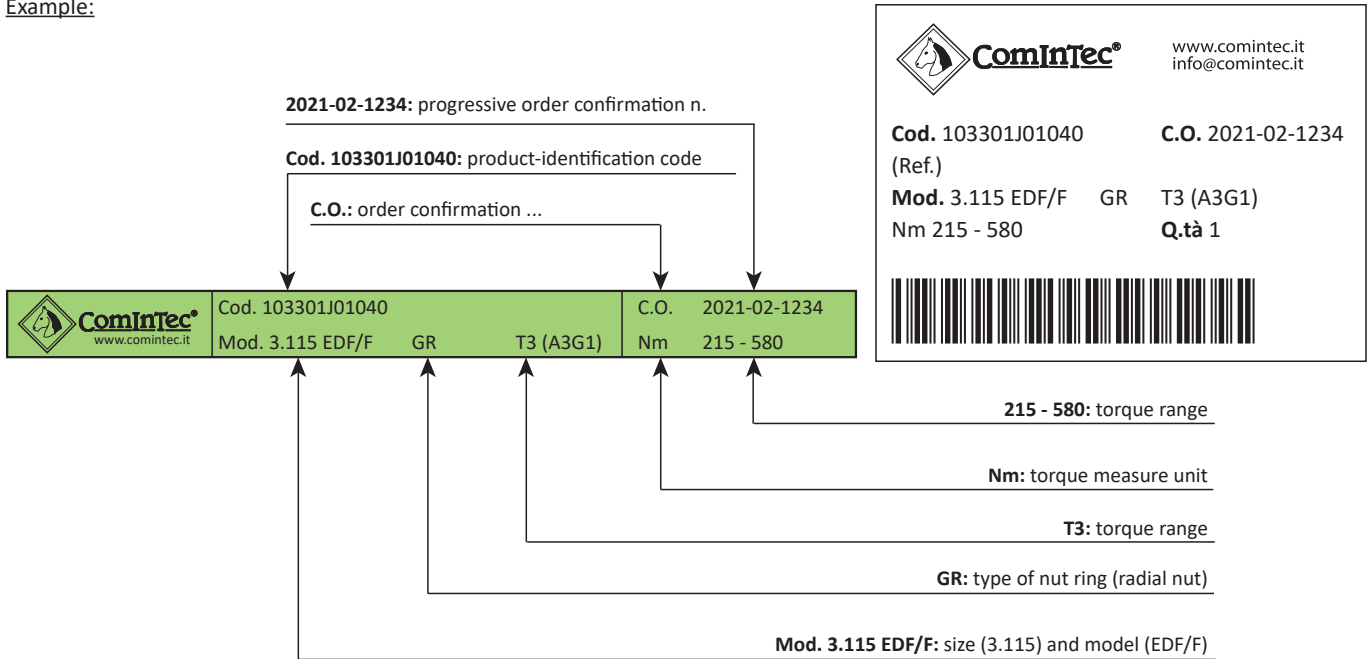 Example:
2021-02-1234: progressive order confirmation n.
Cod. 103301J01040: product-identification code
C.O.: order confirmation ...
ComInTec®
www.comintec.it
Cod. 103301J01040
C.O. 2021-02-1234
Mod. 3.115 EDF/F GR T3 (A3G1)
Nm 215 - 580
215 - 580: torque range
Nm: torque measure unit
T3: torque range
GR: type of nut ring (radial nut)
Mod. 3.115 EDF/F: size (3.115) and model (EDF/F)
ComInTec®
www.comintec.it
info@comintec.it
Cod. 103301J01040 C.O. 2021-02-1234
(Ref.)
Mod. 3.115 EDF/F GR T3 (A3G1)
Nm 215 - 580 Q.tà 1